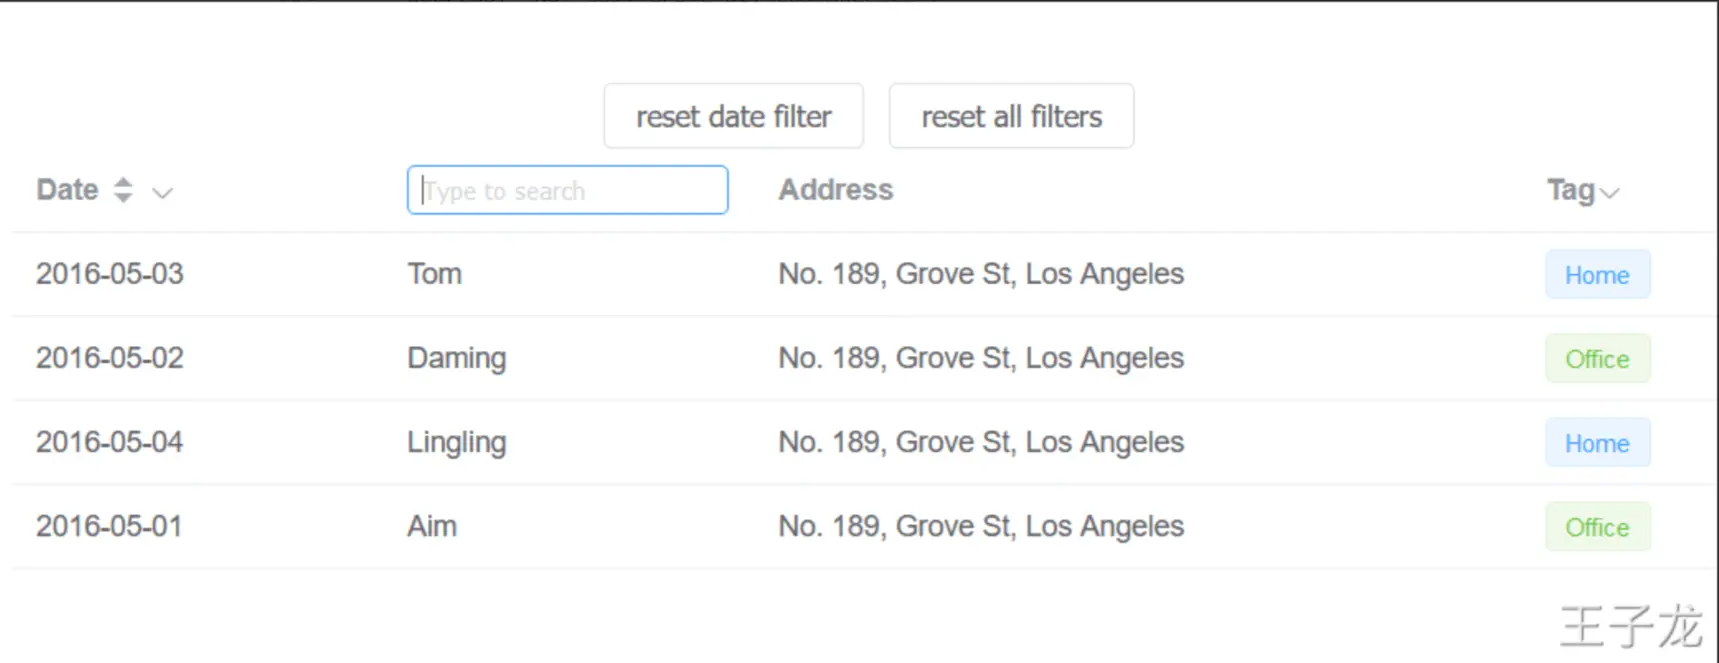 reset date filter reset all filters
Date Type to search Address Tag
2016-05-03 Tom No. 189, Grove St, Los Angeles Home
2016-05-02 Daming No. 189, Grove St, Los Angeles Office
2016-05-04 Lingling No. 189, Grove St, Los Angeles Home
2016-05-01 Aim No. 189, Grove St, Los Angeles Office
王子龙